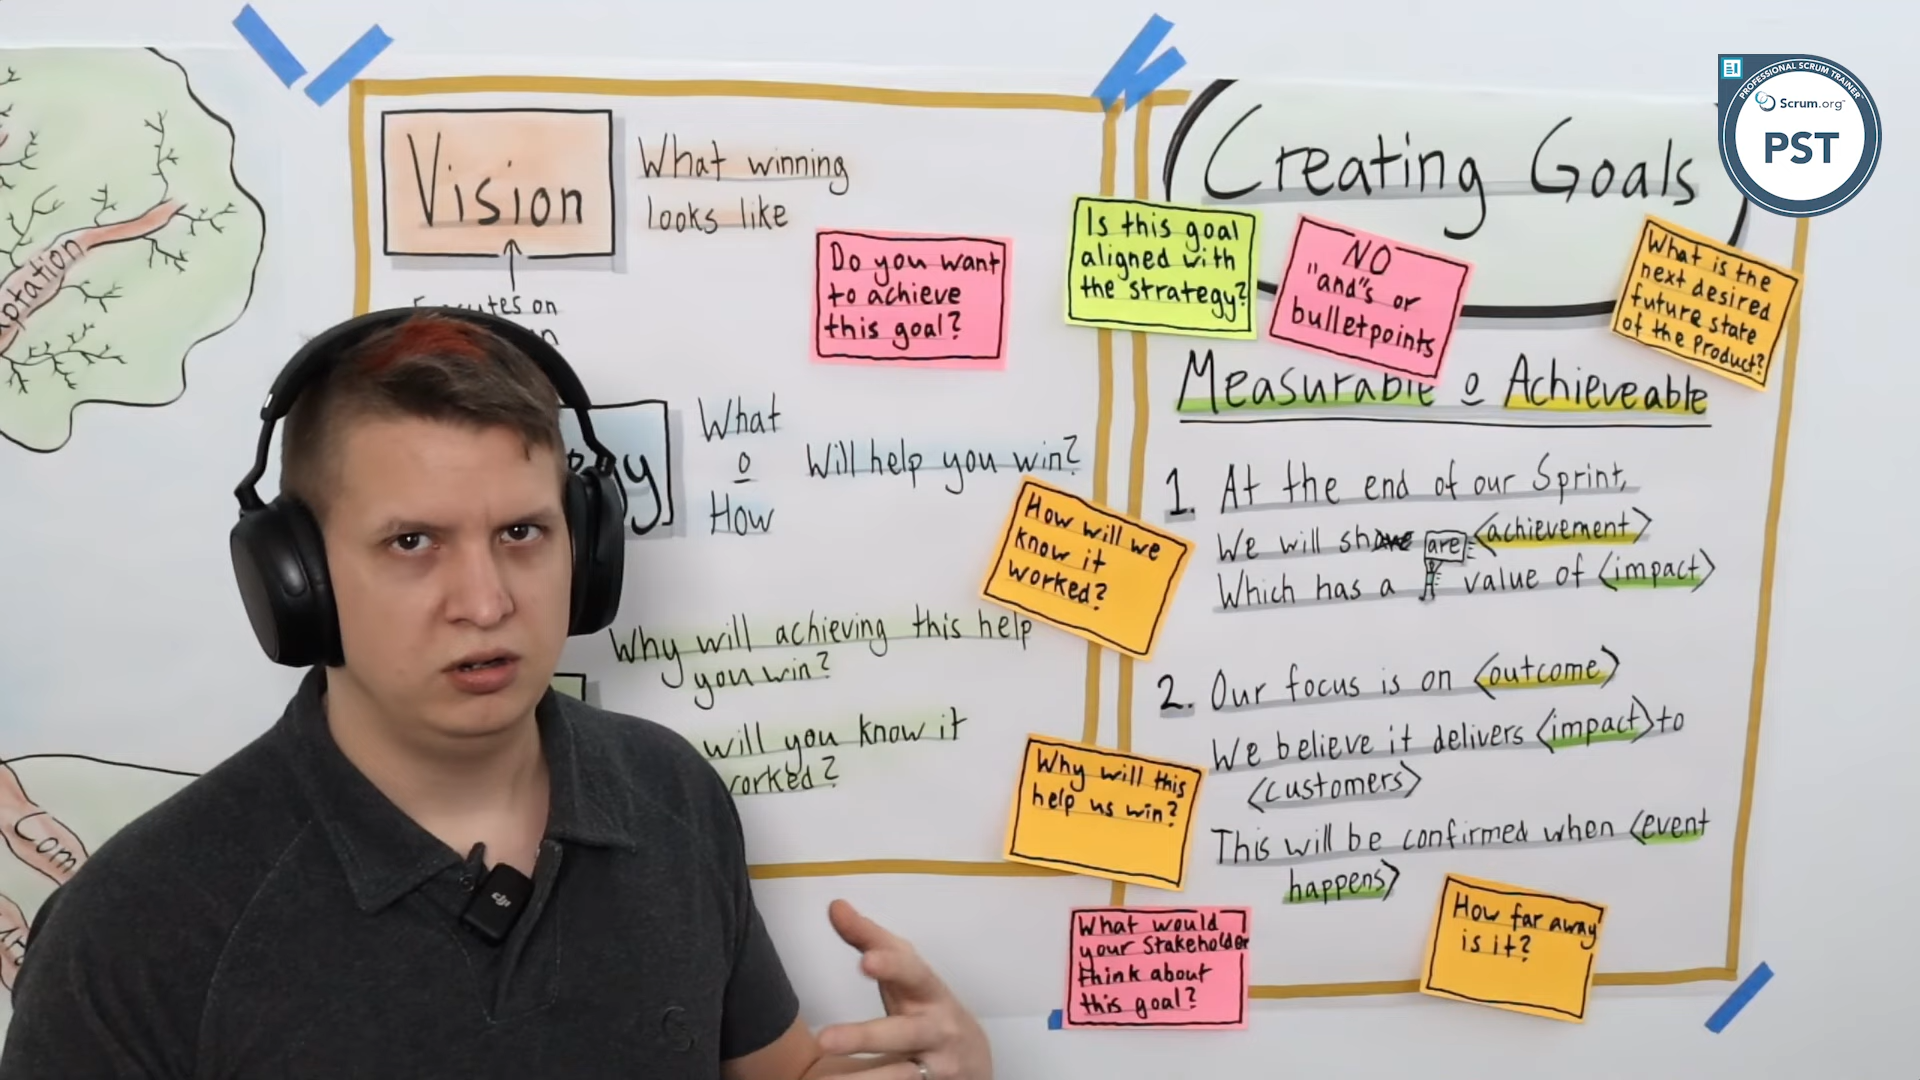 Vision
What winning
looks like
Do you want
to achieve
this goal?
What
o
How
Will help you win?
Why will achieving this help
you win?
will you know it
How will we
know it
worked?
Why will this
help us win?
What would
your Stakeholder
think about
this goal?
Creating Goals
Is this goal
aligned with
the strategy?
NO
"and"s or
bulletpoints
What is the
next desired
future state
of the Product?
Measurable o Achieveable
1. At the end of our Sprint,
We will share <achievement>
Which has a value of <impact>
2. Our focus is on <outcome>
We believe it delivers <impact> to
<customers>
This will be confirmed when <event
happens>
How far away
is it?
PROFESSIONAL SCRUM TRAINER
Scrum.org
PST
dji